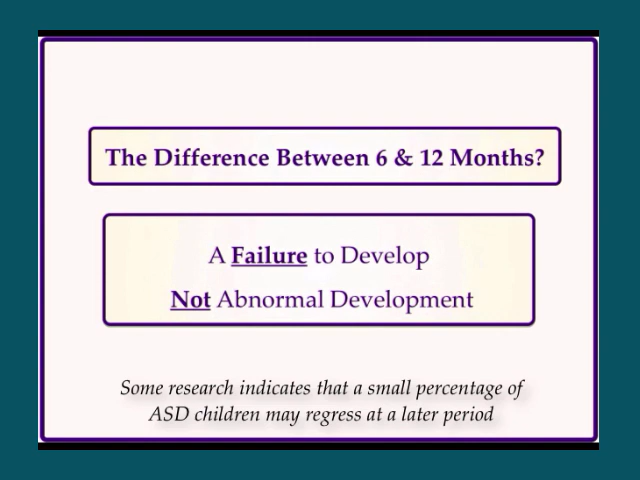 The Difference Between 6 & 12 Months?
A Failure to Develop
Not Abnormal Development
Some research indicates that a small percentage of
ASD children may regress at a later period